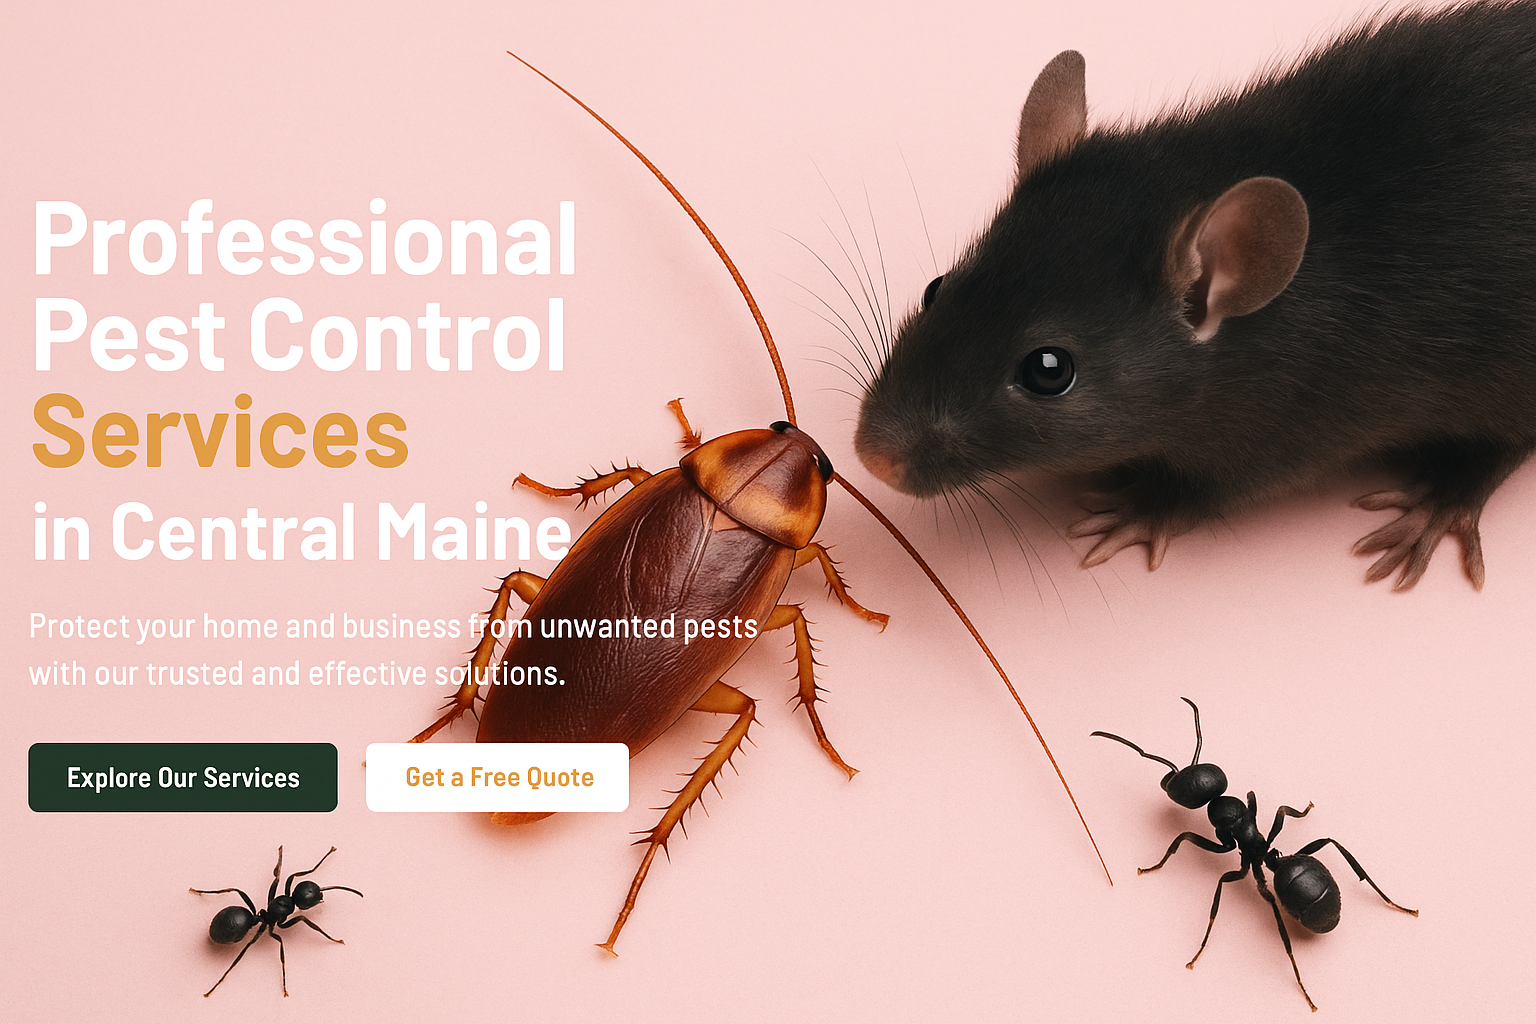 Professional
Pest Control
Services
in Central Maine
Protect your home and business from unwanted pests
with our trusted and effective solutions.
Explore Our Services
Get a Free Quote